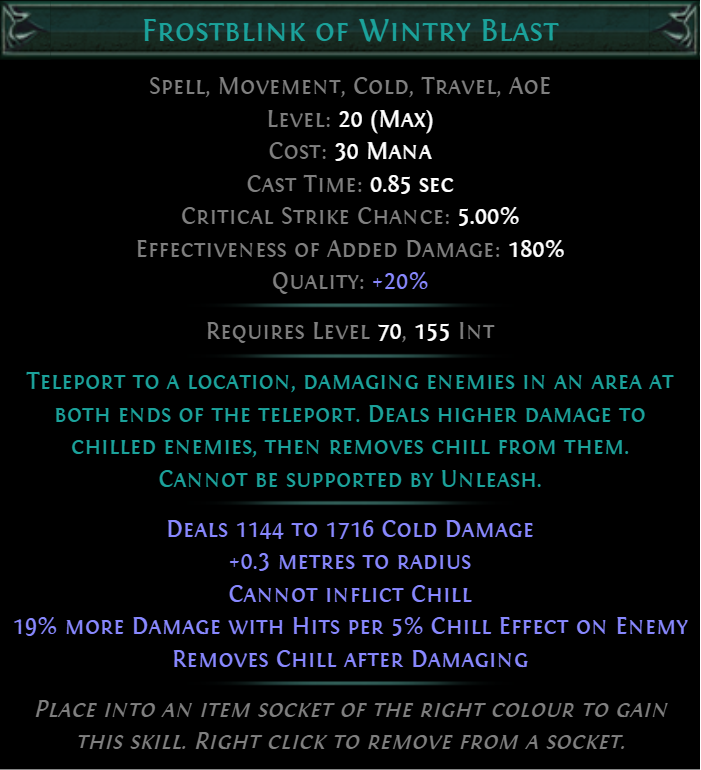 Frostblink of Wintry Blast
Spell, Movement, Cold, Travel, AoE
Level: 20 (Max)
Cost: 30 Mana
Cast Time: 0.85 sec
Critical Strike Chance: 5.00%
Effectiveness of Added Damage: 180%
Quality: +20%
Requires Level 70, 155 Int
Teleport to a location, damaging enemies in an area at
both ends of the teleport. Deals higher damage to
chilled enemies, then removes chill from them.
Cannot be supported by Unleash.
Deals 1144 to 1716 Cold Damage
+0.3 metres to radius
Cannot inflict Chill
19% more Damage with Hits per 5% Chill Effect on Enemy
Removes Chill after Damaging
Place into an item socket of the right colour to gain
this skill. Right click to remove from a socket.